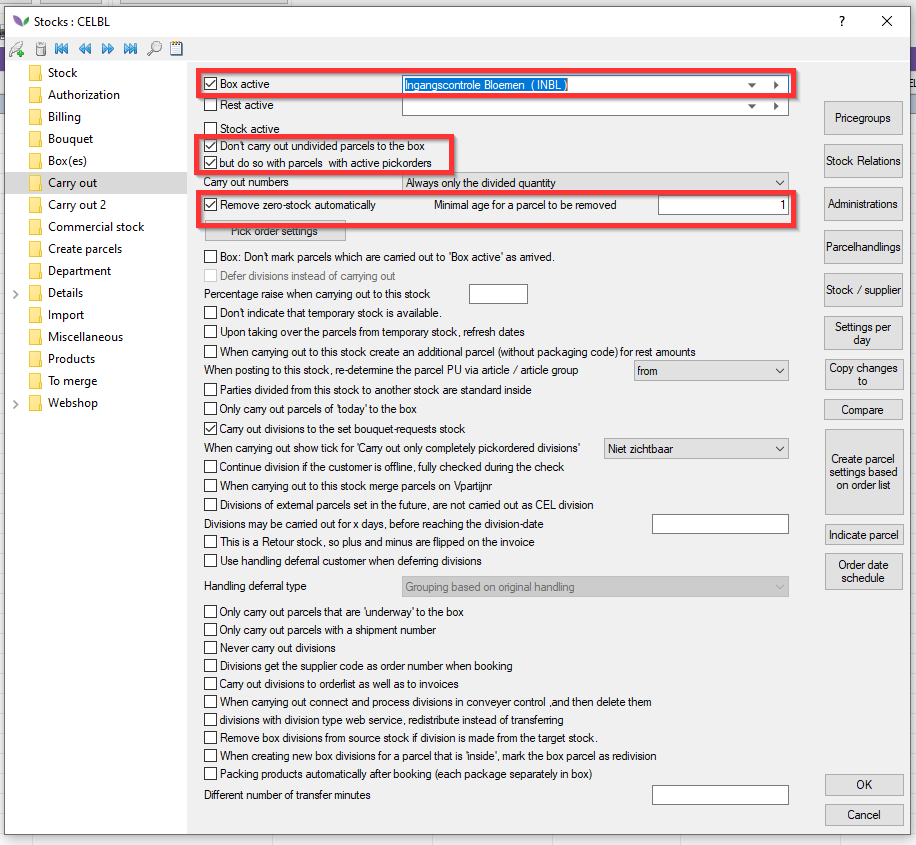 Stocks : CELBL
?
Stock
Authorization
Billing
Bouquet
Box(es)
Carry out
Carry out 2
Commercial stock
Create parcels
Department
Details
Import
Miscellaneous
Products
To merge
Webshop
Box active
Ingangscontrole Bloemen ( INBL )
Rest active
Stock active
Don't carry out undivided parcels to the box
but do so with parcels with active pickorders
Carry out numbers Always only the divided quantity
Remove zero-stock automatically Minimal age for a parcel to be removed 1
Pick order settings
Box: Don't mark parcels which are carried out to 'Box active' as arrived.
Defer divisions instead of carrying out
Percentage raise when carrying out to this stock
Don't indicate that temporary stock is available.
Upon taking over the parcels from temporary stock, refresh dates
When carrying out to this stock create an additional parcel (without packaging code) for rest amounts
When posting to this stock, re-determine the parcel PU via article / article group from
Parties divided from this stock to another stock are standard inside
Only carry out parcels of 'today' to the box
Carry out divisions to the set bouquet-requests stock
When carrying out show tick for 'Carry out only completely pickordered divisions' Niet zichtbaar
Continue division if the customer is offline, fully checked during the check
When carrying out to this stock merge parcels on Vpartijnr
Divisions of external parcels set in the future, are not carried out as CEL division
Divisions may be carried out for x days, before reaching the division-date
This is a Retour stock, so plus and minus are flipped on the invoice
Use handling deferral customer when deferring divisions
Handling deferral type Grouping based on original handling
Only carry out parcels that are 'underway' to the box
Only carry out parcels with a shipment number
Never carry out divisions
Divisions get the supplier code as order number when booking
Carry out divisions to orderlist as well as to invoices
When carrying out connect and process divisions in conveyer control ,and then delete them
divisions with division type web service, redistribute instead of transferring
Remove box divisions from source stock if division is made from the target stock.
When creating new box divisions for a parcel that is 'inside', mark the box parcel as redivision
Packing products automatically after booking (each package separately in box)
Different number of transfer minutes
Pricegroups
Stock Relations
Administrations
Parcelhandlings
Stock / supplier
Settings per
day
Copy changes
to
Compare
Create parcel
settings based
on order list
Indicate parcel
Order date
schedule
OK
Cancel